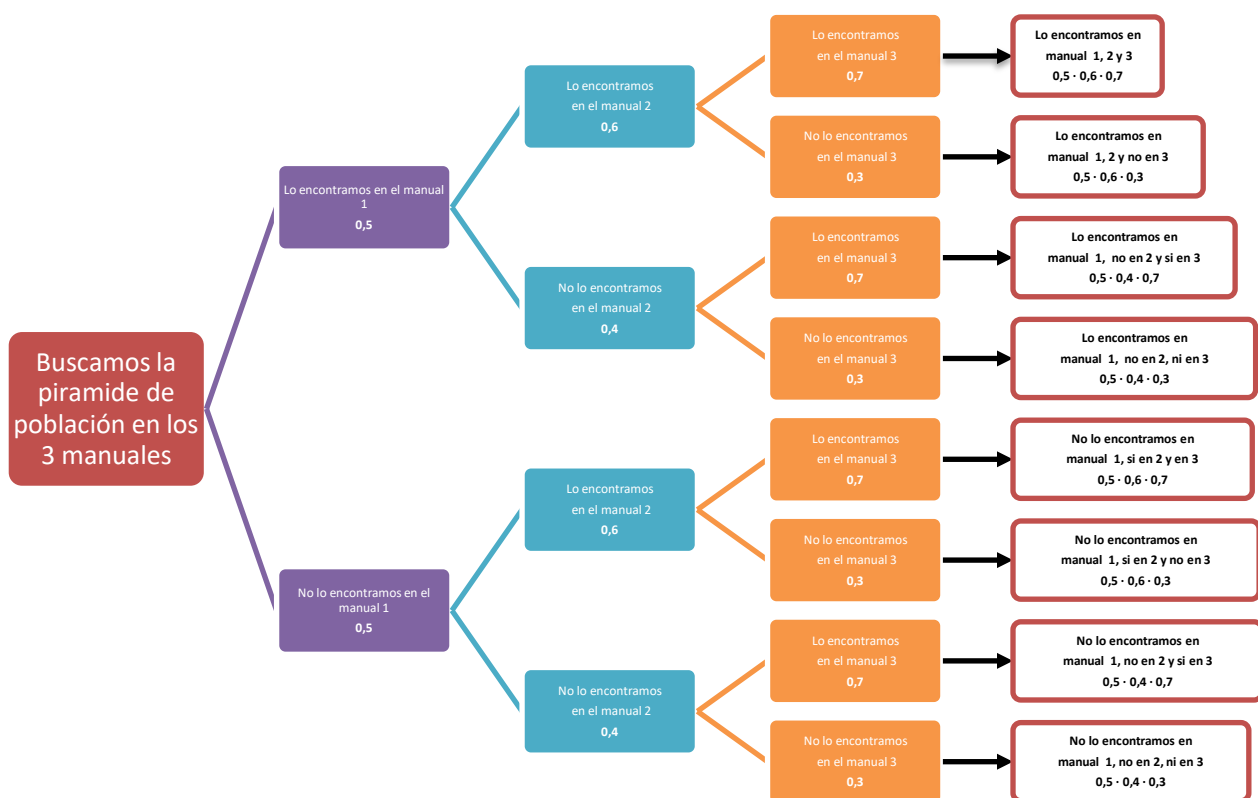 Buscamos la
piramide de
población en los
3 manuales
Lo encontramos en el manual
1
0,5
No lo encontramos en el
manual 1
0,5
Lo encontramos
en el manual 2
0,6
No lo encontramos
en el manual 2
0,4
Lo encontramos
en el manual 2
0,6
No lo encontramos
en el manual 2
0,4
Lo encontramos
en el manual 3
0,7
No lo encontramos
en el manual 3
0,3
Lo encontramos
en el manual 3
0,7
No lo encontramos
en el manual 3
0,3
Lo encontramos
en el manual 3
0,7
No lo encontramos
en el manual 3
0,3
Lo encontramos
en el manual 3
0,7
No lo encontramos
en el manual 3
0,3
Lo encontramos en
manual 1, 2 y 3
0,5 · 0,6 · 0,7
Lo encontramos en
manual 1, 2 y no en 3
0,5 · 0,6 · 0,3
Lo encontramos en
manual 1, no en 2 y si en 3
0,5 · 0,4 · 0,7
Lo encontramos en
manual 1, no en 2, ni en 3
0,5 · 0,4 · 0,3
No lo encontramos en
manual 1, si en 2 y en 3
0,5 · 0,6 · 0,7
No lo encontramos en
manual 1, si en 2 y no en 3
0,5 · 0,6 · 0,3
No lo encontramos en
manual 1, no en 2 y si en 3
0,5 · 0,4 · 0,7
No lo encontramos en
manual 1, no en 2, ni en 3
0,5 · 0,4 · 0,3